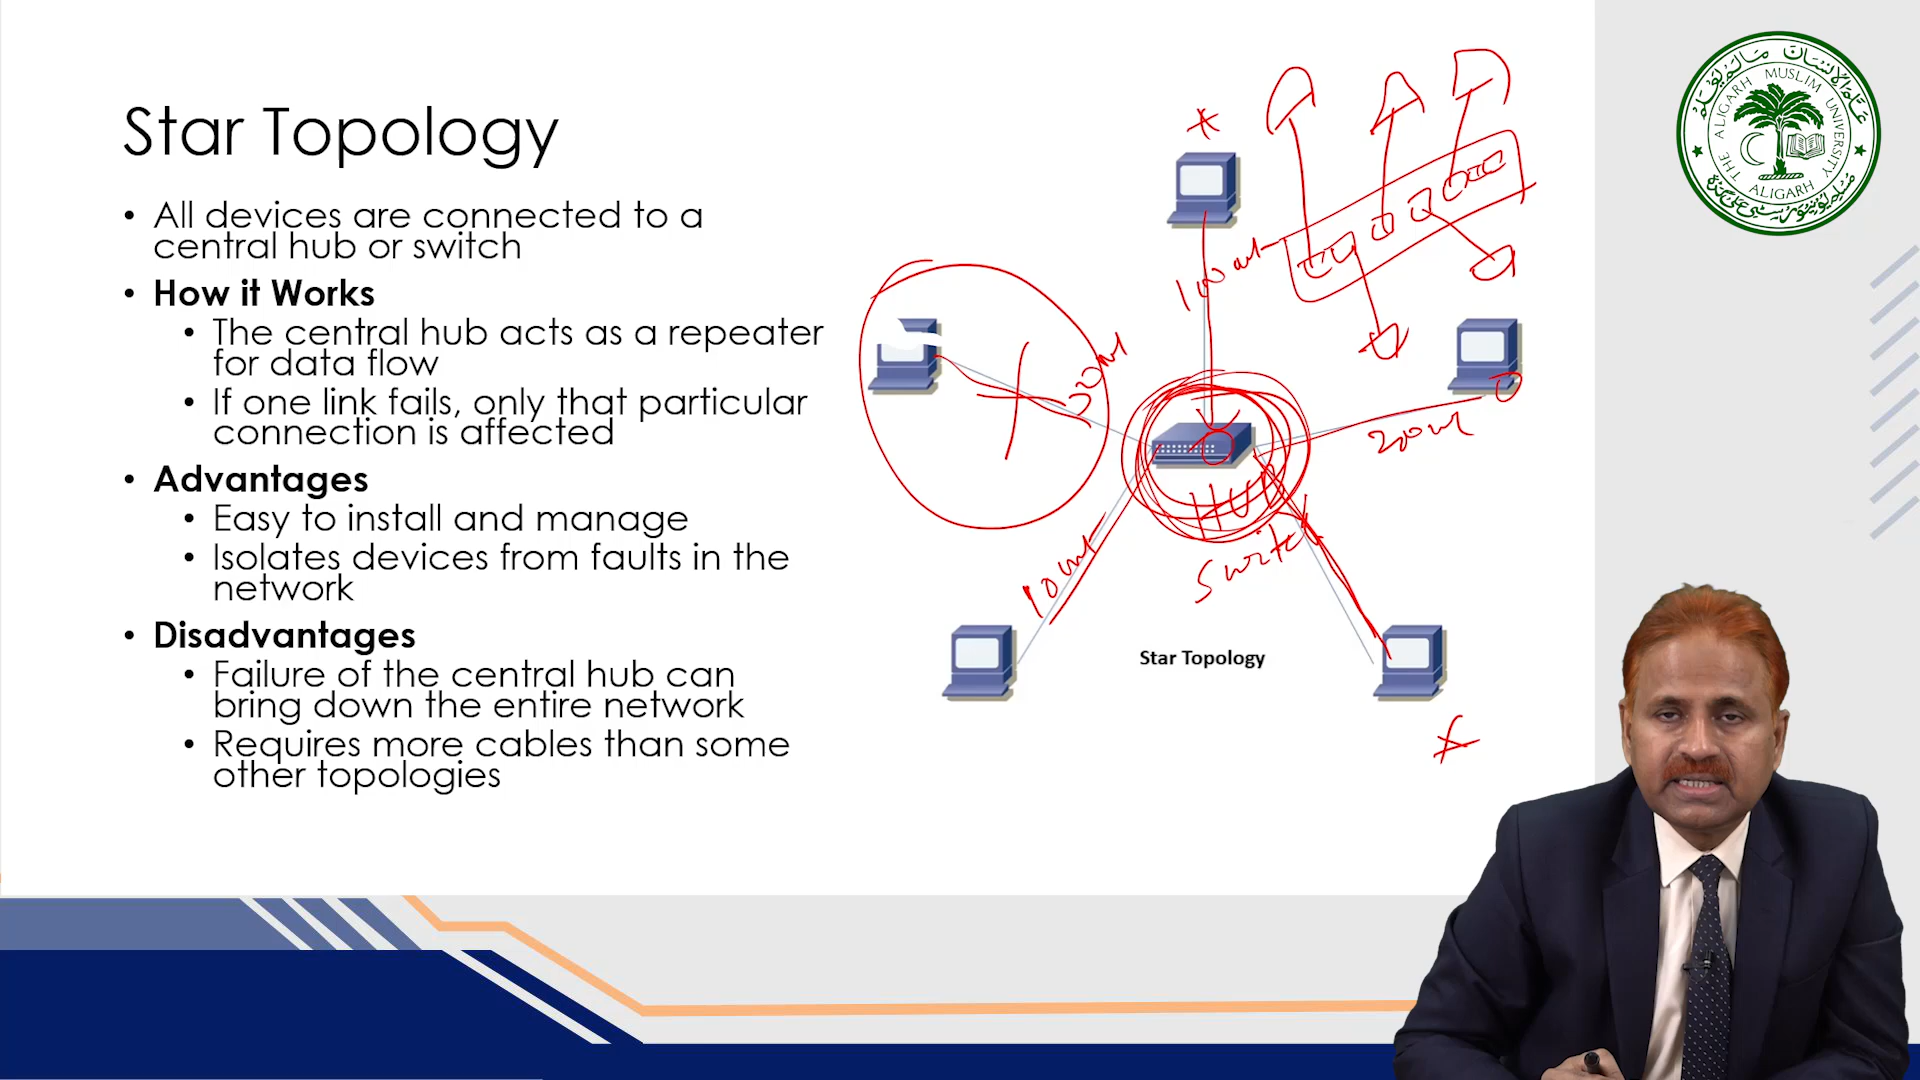 Star Topology
• All devices are connected to a
central hub or switch
• How it Works
• The central hub acts as a repeater
for data flow
• If one link fails, only that particular
connection is affected
• Advantages
• Easy to install and manage
• Isolates devices from faults in the
network
• Disadvantages
• Failure of the central hub can
bring down the entire network
• Requires more cables than some
other topologies
HUB
Switch
Star Topology
THE ALIGARH MUSLIM UNIVERSITY ALIGARH